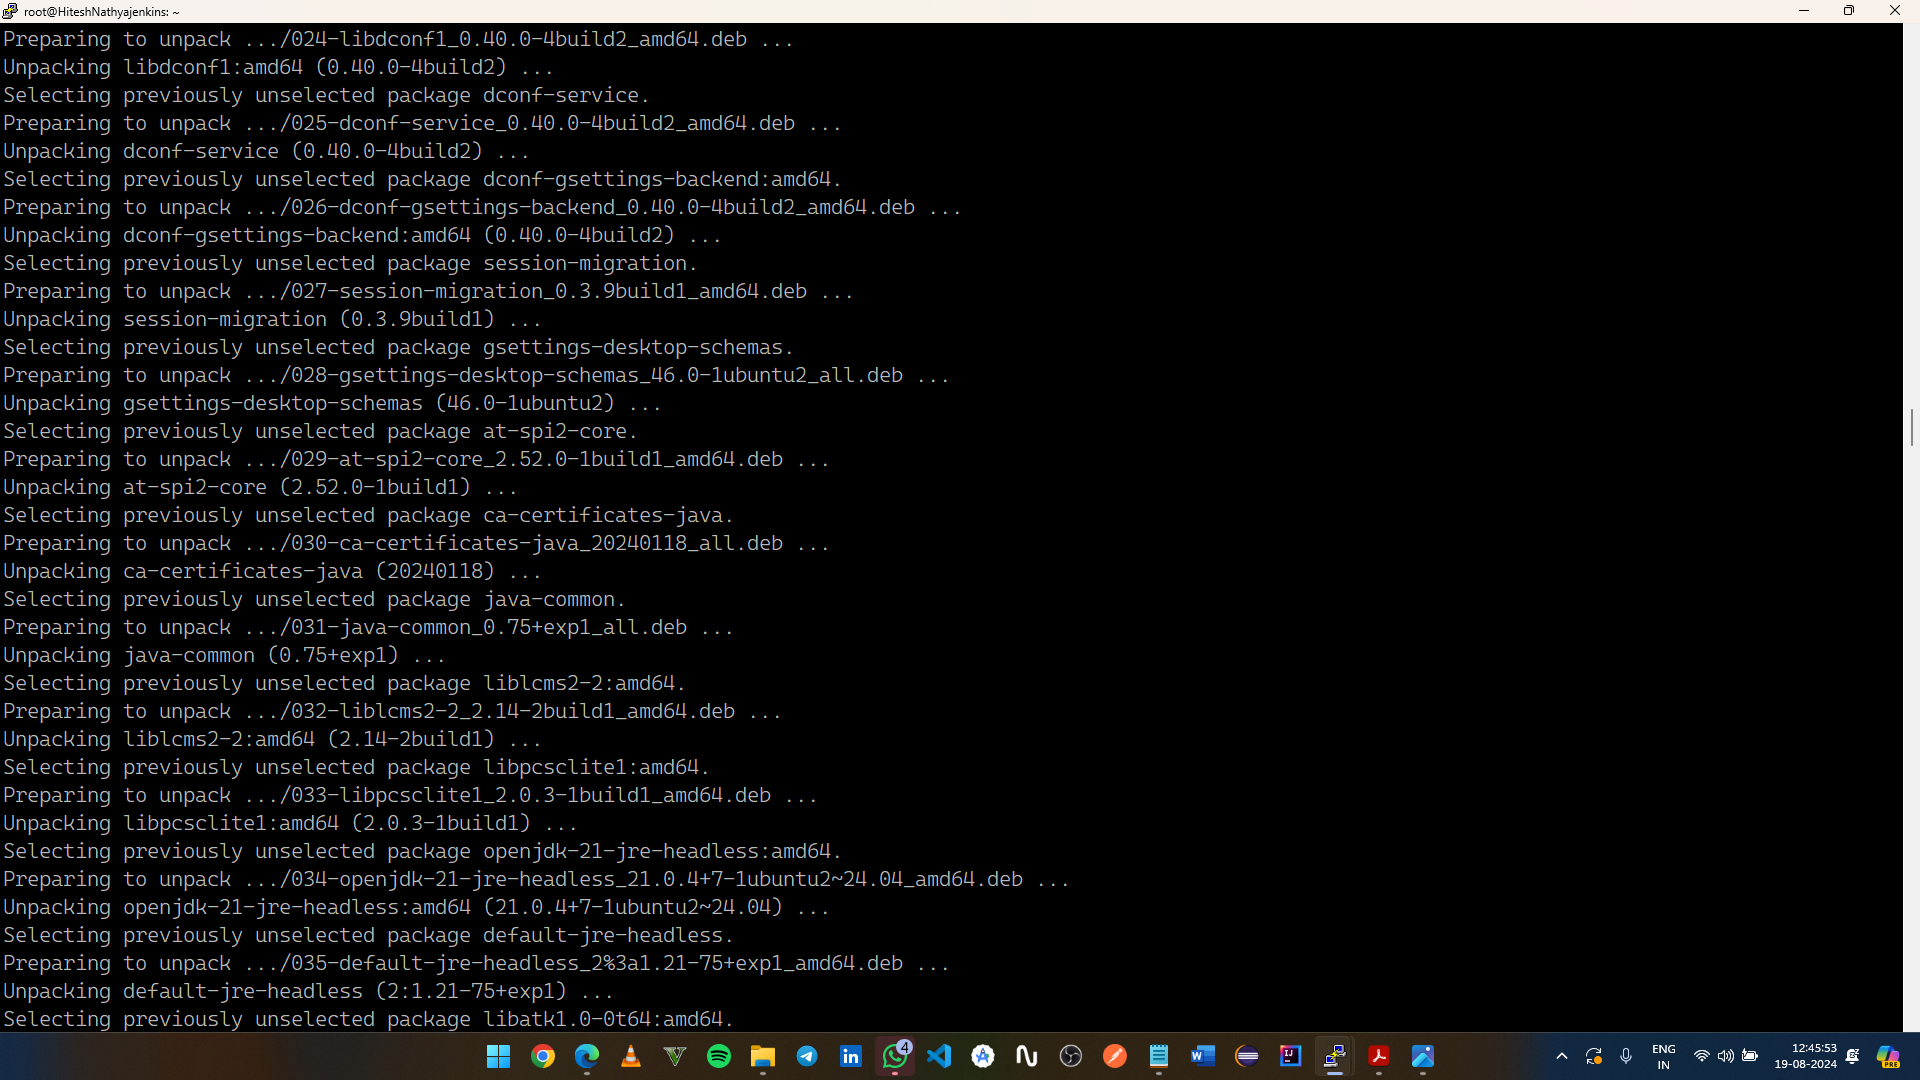 root@HiteshNathyajenkins: ~
Preparing to unpack .../024-libdconf1_0.40.0-4build2_amd64.deb ...
Unpacking libdconf1:amd64 (0.40.0-4build2) ...
Selecting previously unselected package dconf-service.
Preparing to unpack .../025-dconf-service_0.40.0-4build2_amd64.deb ...
Unpacking dconf-service (0.40.0-4build2) ...
Selecting previously unselected package dconf-gsettings-backend:amd64.
Preparing to unpack .../026-dconf-gsettings-backend_0.40.0-4build2_amd64.deb ...
Unpacking dconf-gsettings-backend:amd64 (0.40.0-4build2) ...
Selecting previously unselected package session-migration.
Preparing to unpack .../027-session-migration_0.3.9build1_amd64.deb ...
Unpacking session-migration (0.3.9build1) ...
Selecting previously unselected package gsettings-desktop-schemas.
Preparing to unpack .../028-gsettings-desktop-schemas_46.0-1ubuntu2_all.deb ...
Unpacking gsettings-desktop-schemas (46.0-1ubuntu2) ...
Selecting previously unselected package at-spi2-core.
Preparing to unpack .../029-at-spi2-core_2.52.0-1build1_amd64.deb ...
Unpacking at-spi2-core (2.52.0-1build1) ...
Selecting previously unselected package ca-certificates-java.
Preparing to unpack .../030-ca-certificates-java_20240118_all.deb ...
Unpacking ca-certificates-java (20240118) ...
Selecting previously unselected package java-common.
Preparing to unpack .../031-java-common_0.75+exp1_all.deb ...
Unpacking java-common (0.75+exp1) ...
Selecting previously unselected package liblcms2-2:amd64.
Preparing to unpack .../032-liblcms2-2_2.14-2build1_amd64.deb ...
Unpacking liblcms2-2:amd64 (2.14-2build1) ...
Selecting previously unselected package libpcsclite1:amd64.
Preparing to unpack .../033-libpcsclite1_2.0.3-1build1_amd64.deb ...
Unpacking libpcsclite1:amd64 (2.0.3-1build1) ...
Selecting previously unselected package openjdk-21-jre-headless:amd64.
Preparing to unpack .../034-openjdk-21-jre-headless_21.0.4+7-1ubuntu2~24.04_amd64.deb ...
Unpacking openjdk-21-jre-headless:amd64 (21.0.4+7-1ubuntu2~24.04) ...
Selecting previously unselected package default-jre-headless.
Preparing to unpack .../035-default-jre-headless_2%3a1.21-75+exp1_amd64.deb ...
Unpacking default-jre-headless (2:1.21-75+exp1) ...
Selecting previously unselected package libatk1.0-0t64:amd64.
4
ENG
IN
12:45:53
19-08-2024
PRE